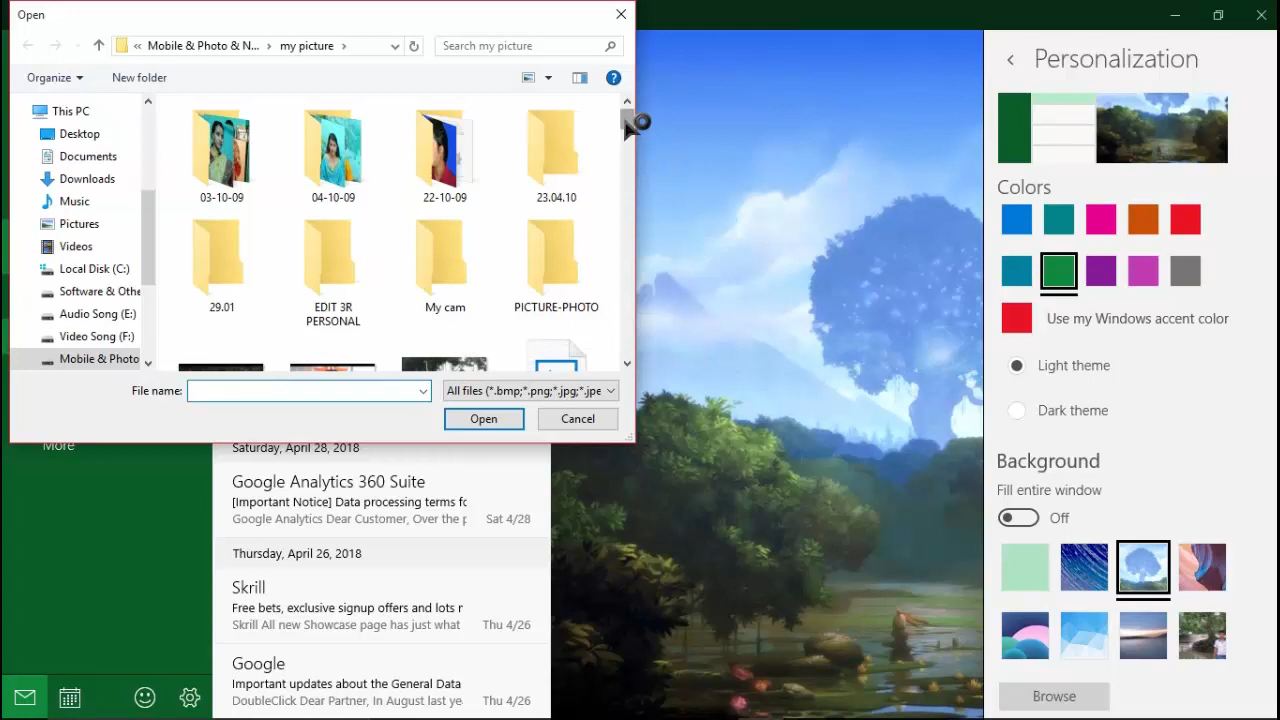 Open
« Mobile & Photo & N... › my picture ›
Search my picture
Organize
New folder
This PC
Desktop
Documents
Downloads
Music
Pictures
Videos
Local Disk (C:)
Software & Othe
Audio Song (E:)
Video Song (F:)
Mobile & Photo
03-10-09
04-10-09
22-10-09
23.04.10
29.01
EDIT 3R
PERSONAL
My cam
PICTURE-PHOTO
File name:
All files (*.bmp;*.png;*.jpg;*.jpe
Open
Cancel
More
Saturday, April 28, 2018
Google Analytics 360 Suite
[Important Notice] Data processing terms fo
Google Analytics Dear Customer, Over the p
Sat 4/28
Thursday, April 26, 2018
Skrill
Free bets, exclusive signup offers and lots r
Skrill All new Showcase page has just what
Thu 4/26
Google
Important updates about the General Data
DoubleClick Dear Partner, In August last ye
Thu 4/26
Personalization
Colors
Use my Windows accent color
Light theme
Dark theme
Background
Fill entire window
Off
Browse